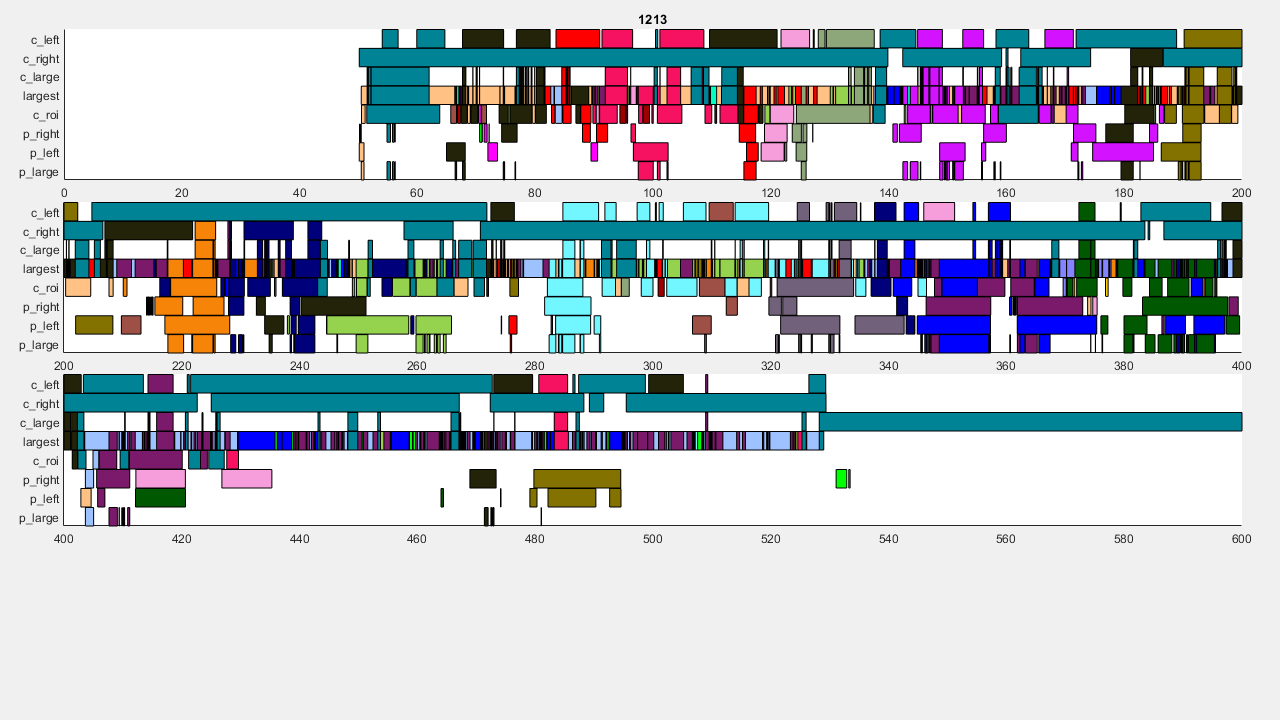 1213
c_left
c_right
c_large
largest
c_roi
p_right
p_left
p_large
0 20 40 60 80 100 120 140 160 180 200
c_left
c_right
c_large
largest
c_roi
p_right
p_left
p_large
200 220 240 260 280 300 320 340 360 380 400
c_left
c_right
c_large
largest
c_roi
p_right
p_left
p_large
400 420 440 460 480 500 520 540 560 580 600